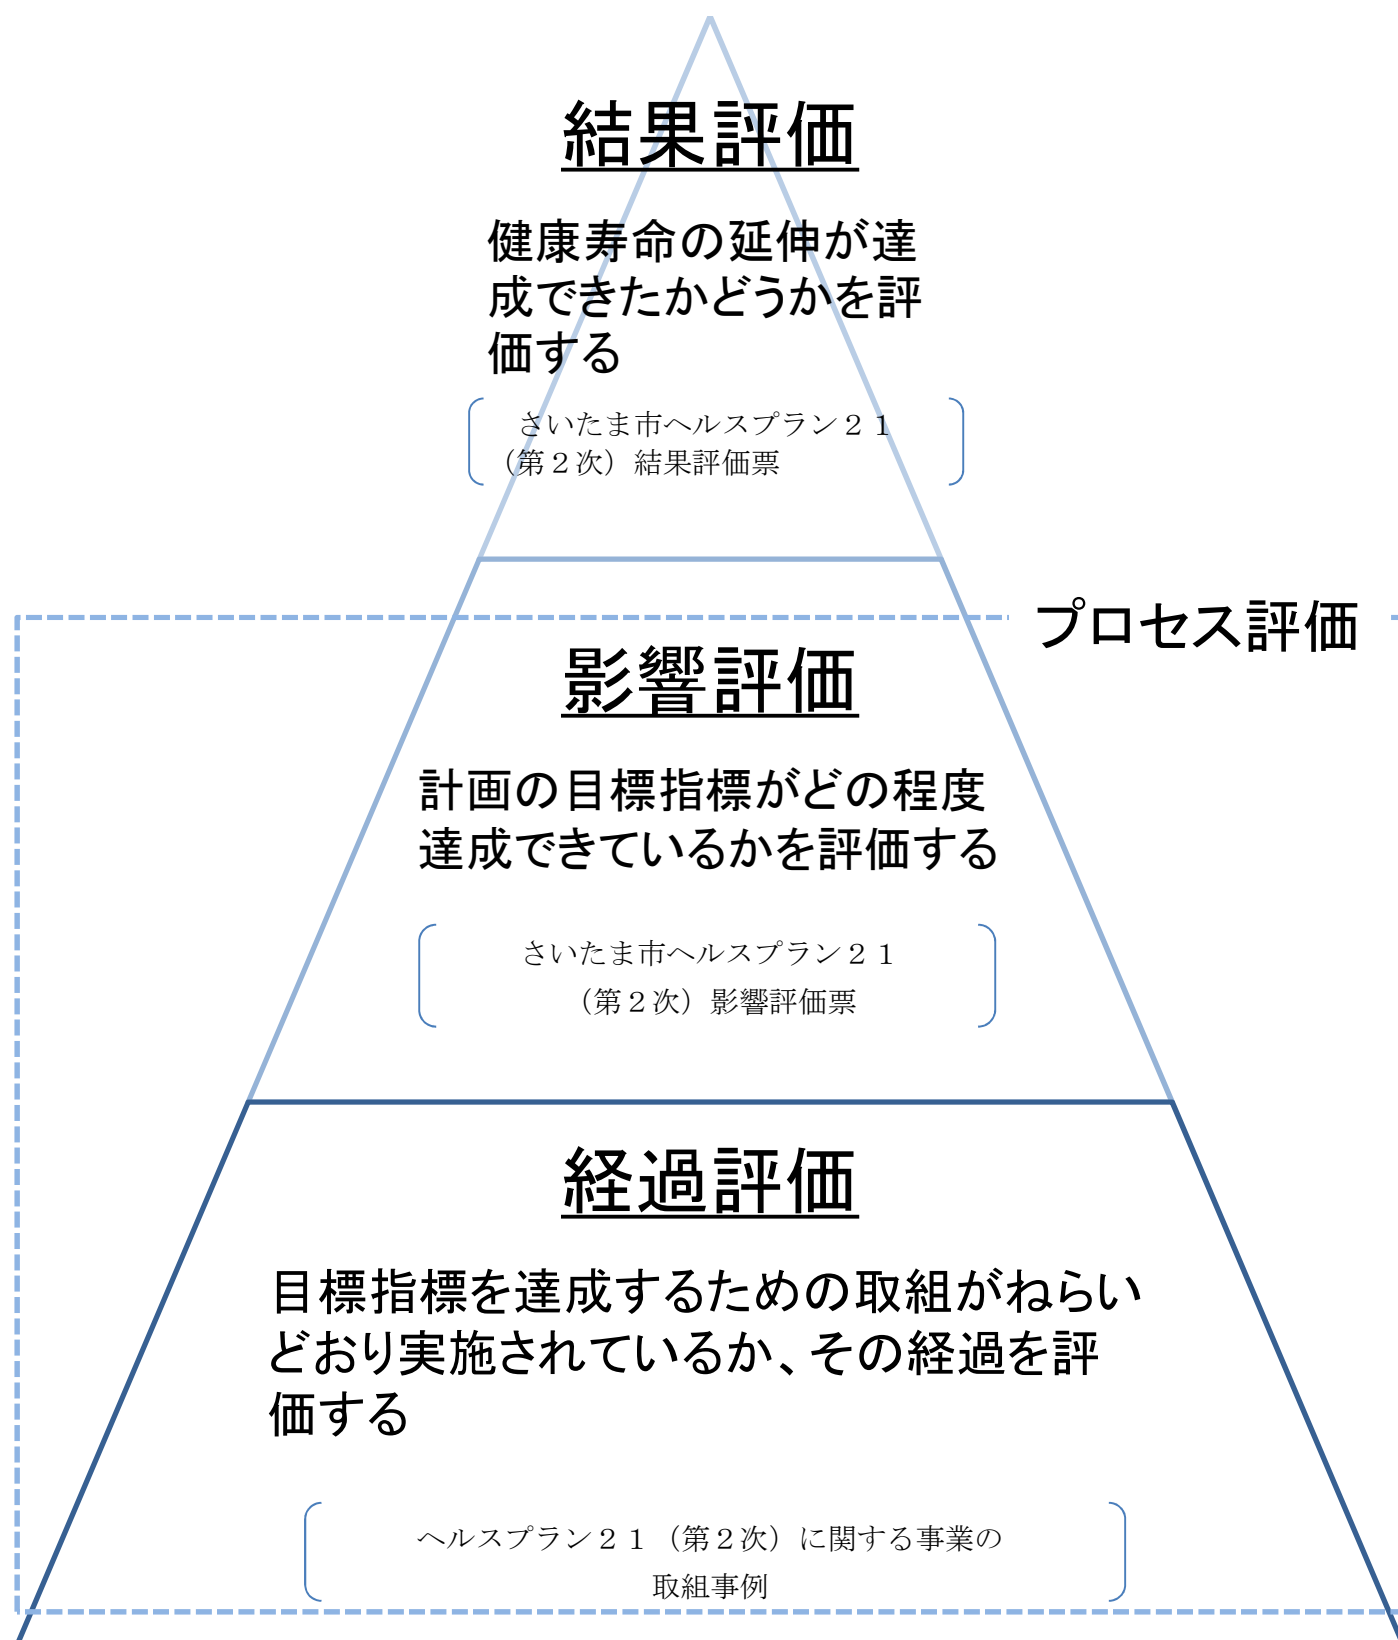 結果評価
健康寿命の延伸が達
成できたかどうかを評
価する
さいたま市ヘルスプラン２１
（第２次）結果評価票
プロセス評価
影響評価
計画の目標指標がどの程度
達成できているかを評価する
さいたま市ヘルスプラン２１
（第２次）影響評価票
経過評価
目標指標を達成するための取組がねらい
どおり実施されているか、その経過を評
価する
ヘルスプラン２１（第２次）に関する事業の
取組事例